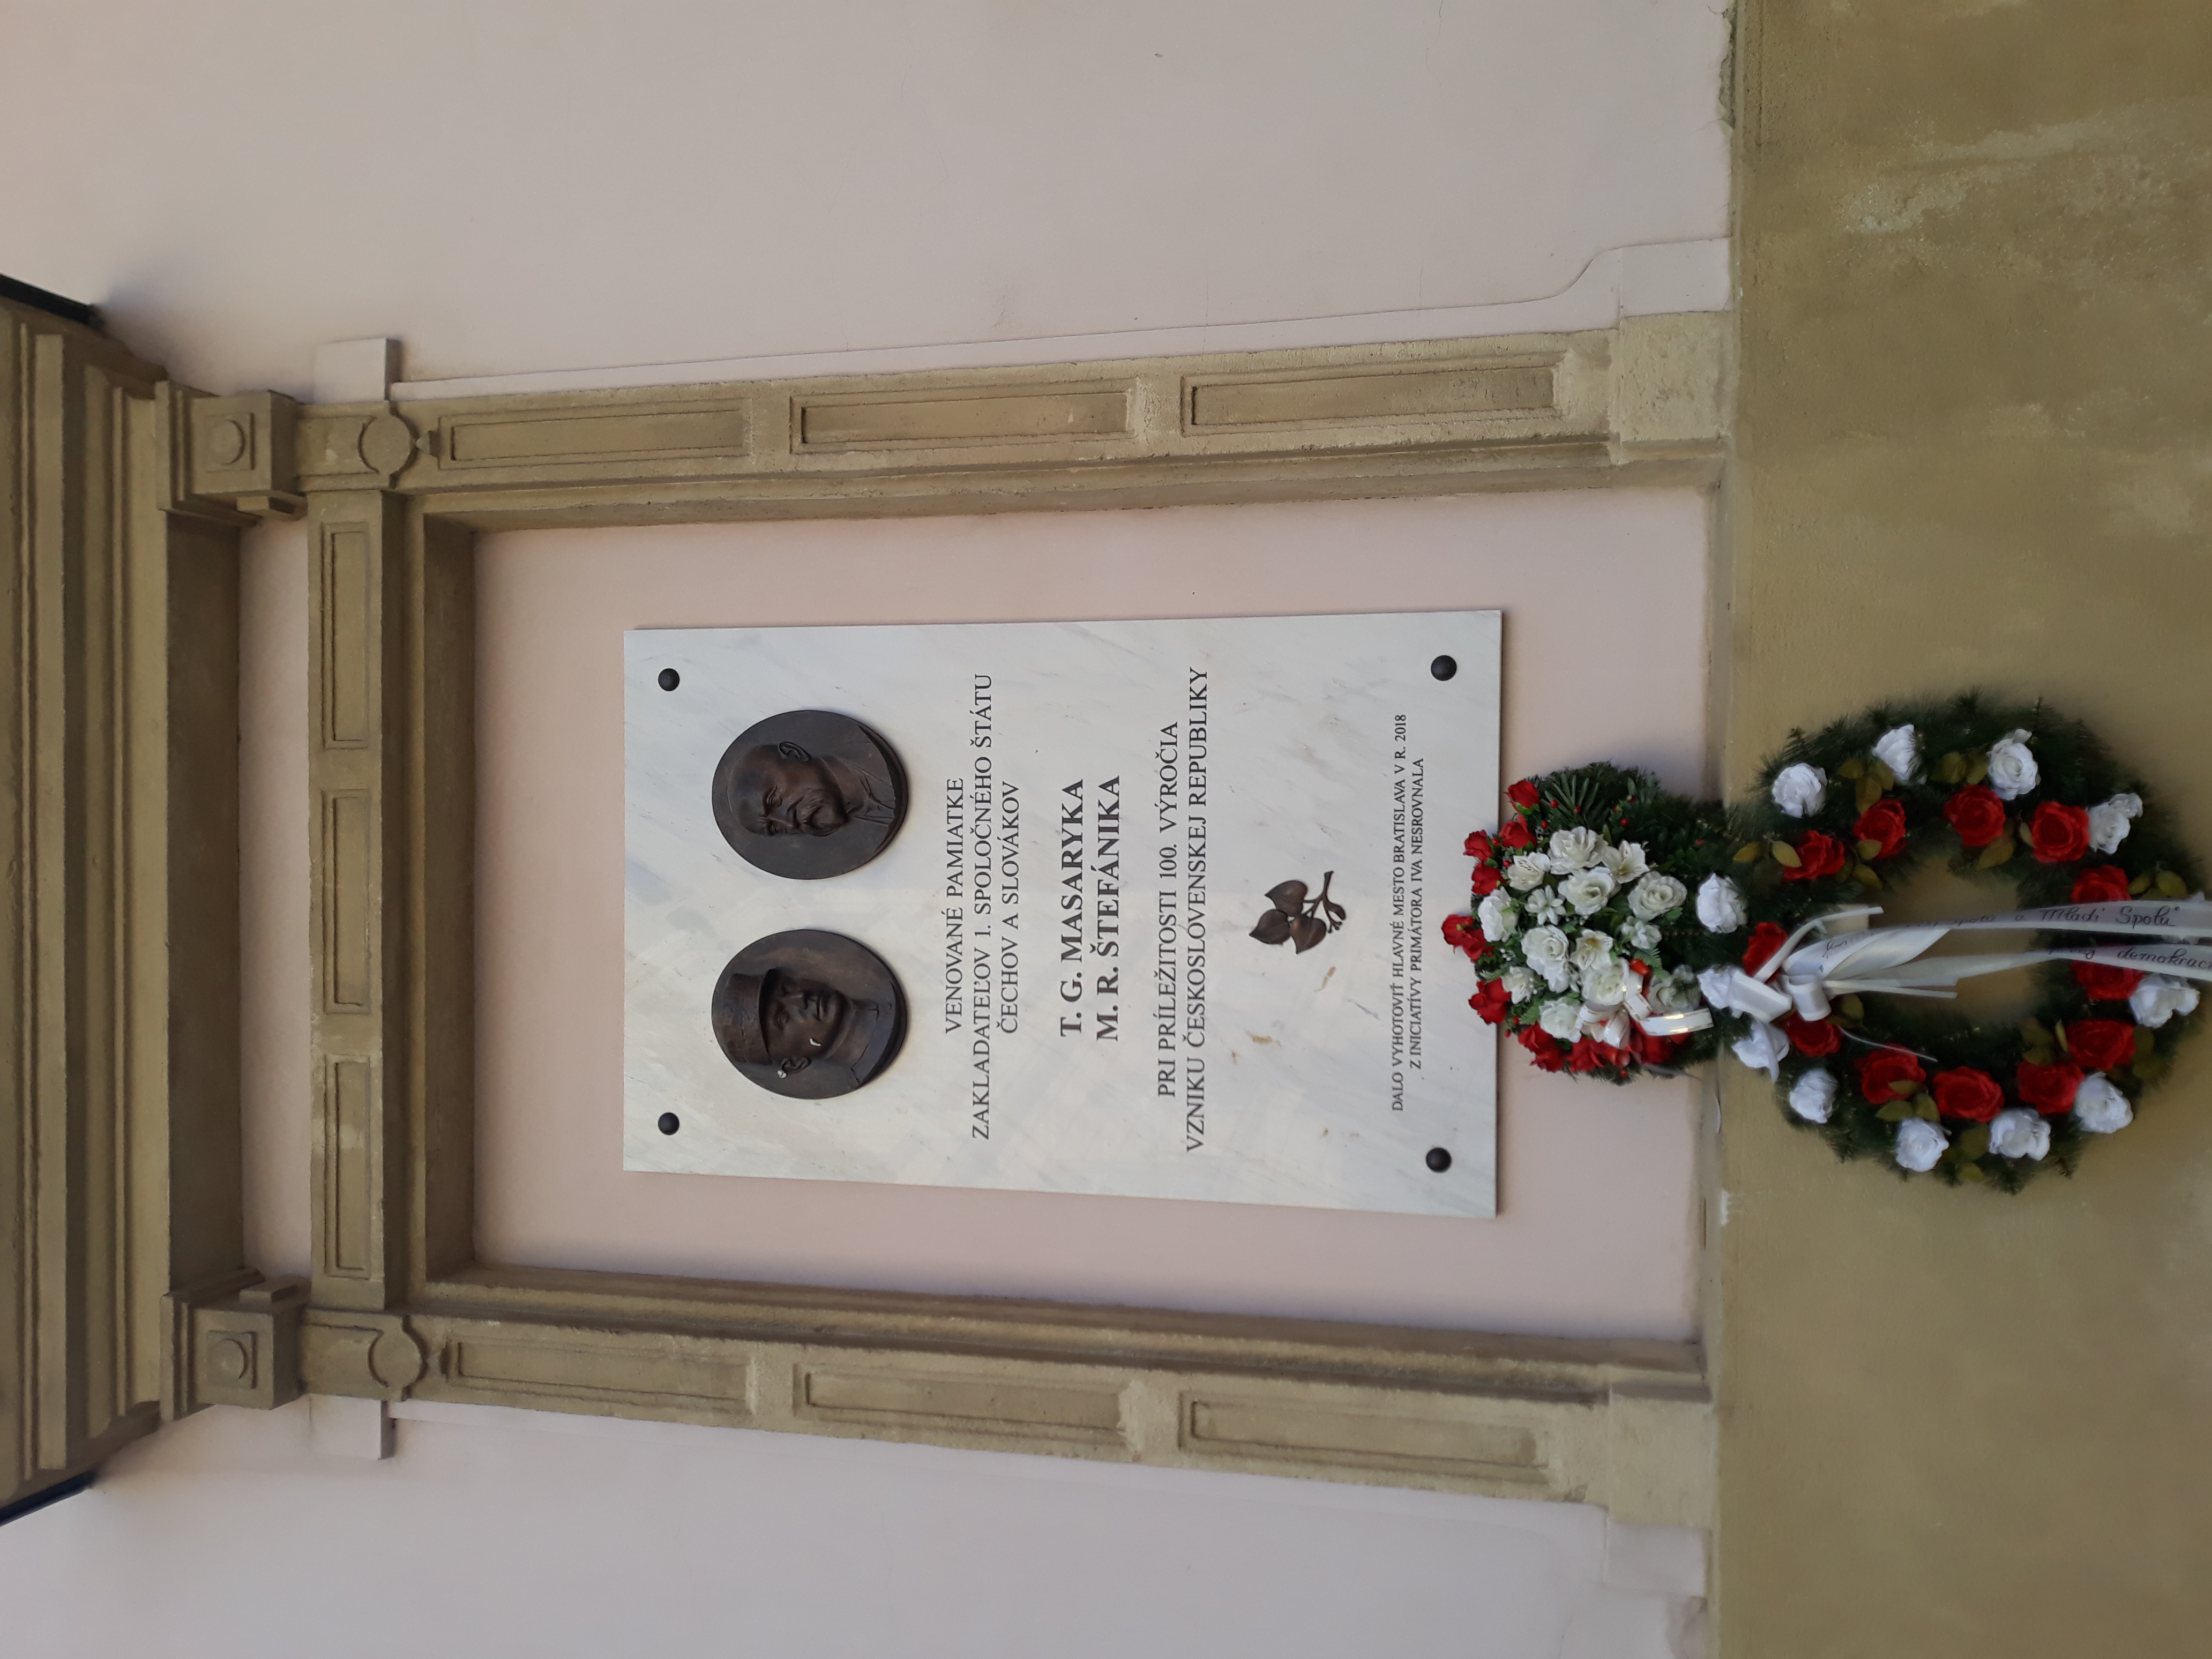 VENOVANÉ PAMIATKE
ZAKLADATEĽOV 1. SPOLOČNÉHO ŠTÁTU
ČECHOV A SLOVÁKOV
T. G. MASARYKA
M. R. ŠTEFÁNIKA
PRI PRÍLEŽITOSTI 100. VÝROČIA
VZNIKU ČESKOSLOVENSKEJ REPUBLIKY
DALO VYHOTOVIŤ HLAVNÉ MESTO BRATISLAVA V R. 2018
Z INICIATÍVY PRIMÁTORA IVA NESROVNALA
Mladí Spolu"